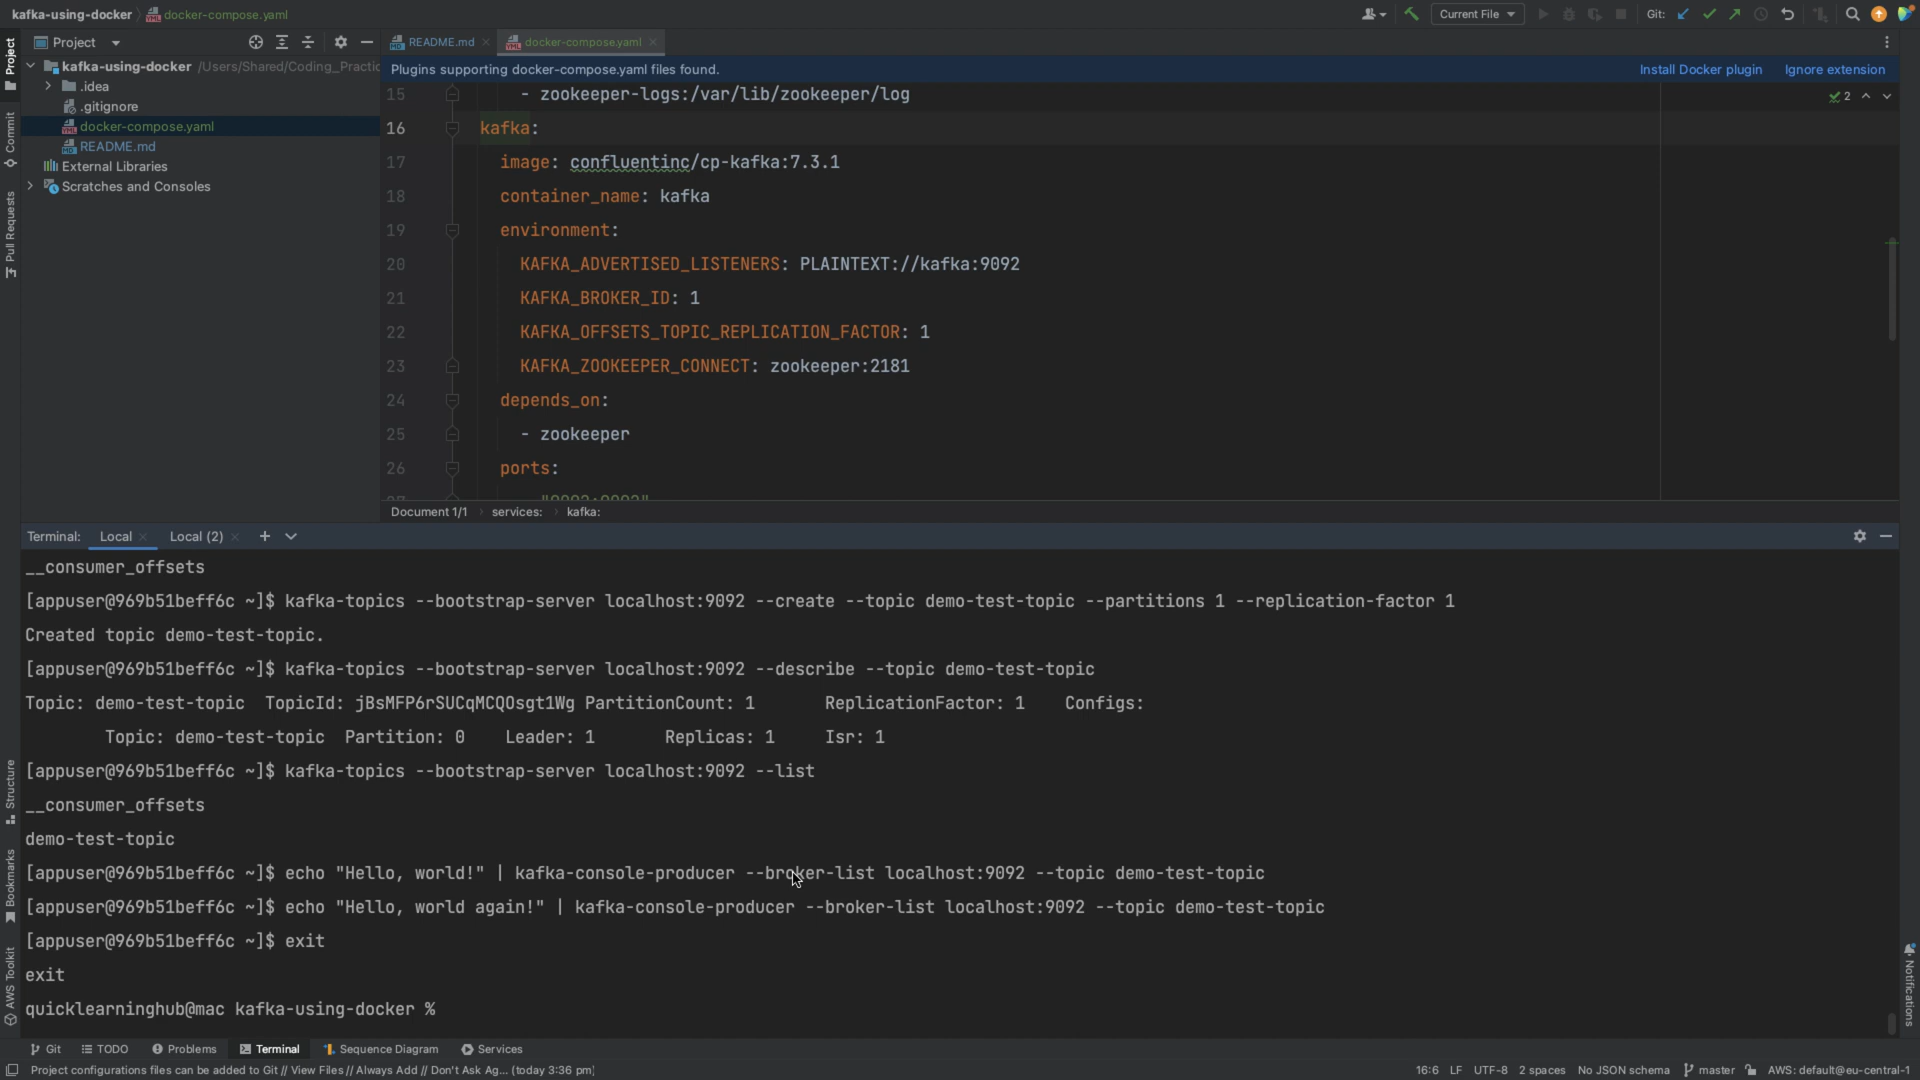 kafka-using-docker
docker-compose.yaml
Current File
Git:
Project
README.md
docker-compose.yaml
kafka-using-docker /Users/Shared/Coding_Practic
.idea
.gitignore
docker-compose.yaml
README.md
External Libraries
Scratches and Consoles
Project
Commit
Pull Requests
Structure
Bookmarks
AWS Toolkit
Notifications
Plugins supporting docker-compose.yaml files found.
Install Docker plugin
Ignore extension
2
15 - zookeeper-logs:/var/lib/zookeeper/log
16 kafka:
17 image: confluentinc/cp-kafka:7.3.1
18 container_name: kafka
19 environment:
20 KAFKA_ADVERTISED_LISTENERS: PLAINTEXT://kafka:9092
21 KAFKA_BROKER_ID: 1
22 KAFKA_OFFSETS_TOPIC_REPLICATION_FACTOR: 1
23 KAFKA_ZOOKEEPER_CONNECT: zookeeper:2181
24 depends_on:
25 - zookeeper
26 ports:
Document 1/1 services: kafka:
Terminal: Local Local (2)
__consumer_offsets
[appuser@969b51beff6c ~]$ kafka-topics --bootstrap-server localhost:9092 --create --topic demo-test-topic --partitions 1 --replication-factor 1
Created topic demo-test-topic.
[appuser@969b51beff6c ~]$ kafka-topics --bootstrap-server localhost:9092 --describe --topic demo-test-topic
Topic: demo-test-topic TopicId: jBsMFP6rSUCqMCQOsgt1Wg PartitionCount: 1 ReplicationFactor: 1 Configs:
Topic: demo-test-topic Partition: 0 Leader: 1 Replicas: 1 Isr: 1
[appuser@969b51beff6c ~]$ kafka-topics --bootstrap-server localhost:9092 --list
__consumer_offsets
demo-test-topic
[appuser@969b51beff6c ~]$ echo "Hello, world!" | kafka-console-producer --broker-list localhost:9092 --topic demo-test-topic
[appuser@969b51beff6c ~]$ echo "Hello, world again!" | kafka-console-producer --broker-list localhost:9092 --topic demo-test-topic
[appuser@969b51beff6c ~]$ exit
exit
quicklearninghub@mac kafka-using-docker %
Git TODO Problems Terminal Sequence Diagram Services
Project configurations files can be added to Git // View Files // Always Add // Don't Ask Ag... (today 3:36 pm)
16:6 LF UTF-8 2 spaces No JSON schema master AWS: default@eu-central-1